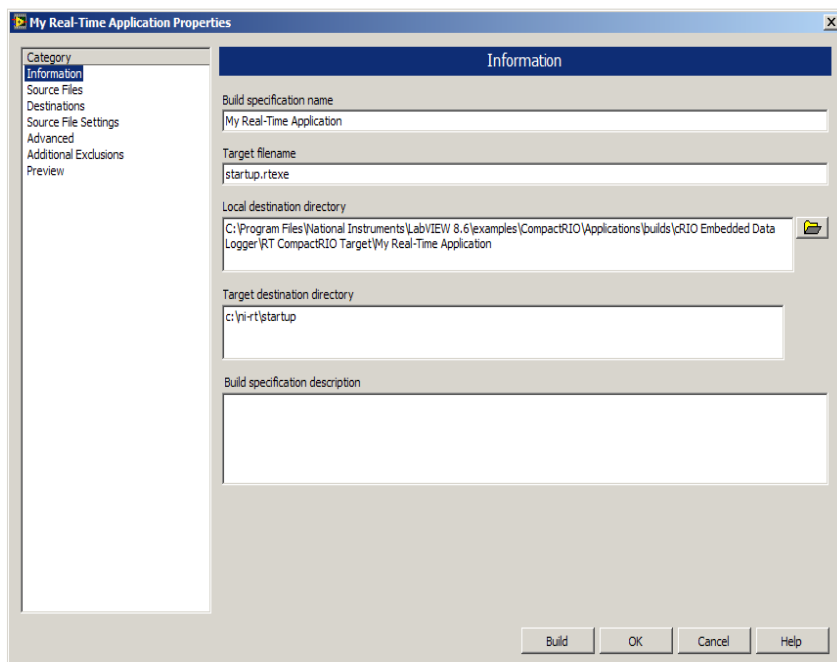 My Real-Time Application Properties
Category
Information
Source Files
Destinations
Source File Settings
Advanced
Additional Exclusions
Preview
Information
Build specification name
My Real-Time Application
Target filename
startup.rtexe
Local destination directory
C:\Program Files\National Instruments\LabVIEW 8.6\examples\CompactRIO\Applications\builds\cRIO Embedded Data
Logger\RT CompactRIO Target\My Real-Time Application
Target destination directory
c:\ni-rt\startup
Build specification description
Build
OK
Cancel
Help